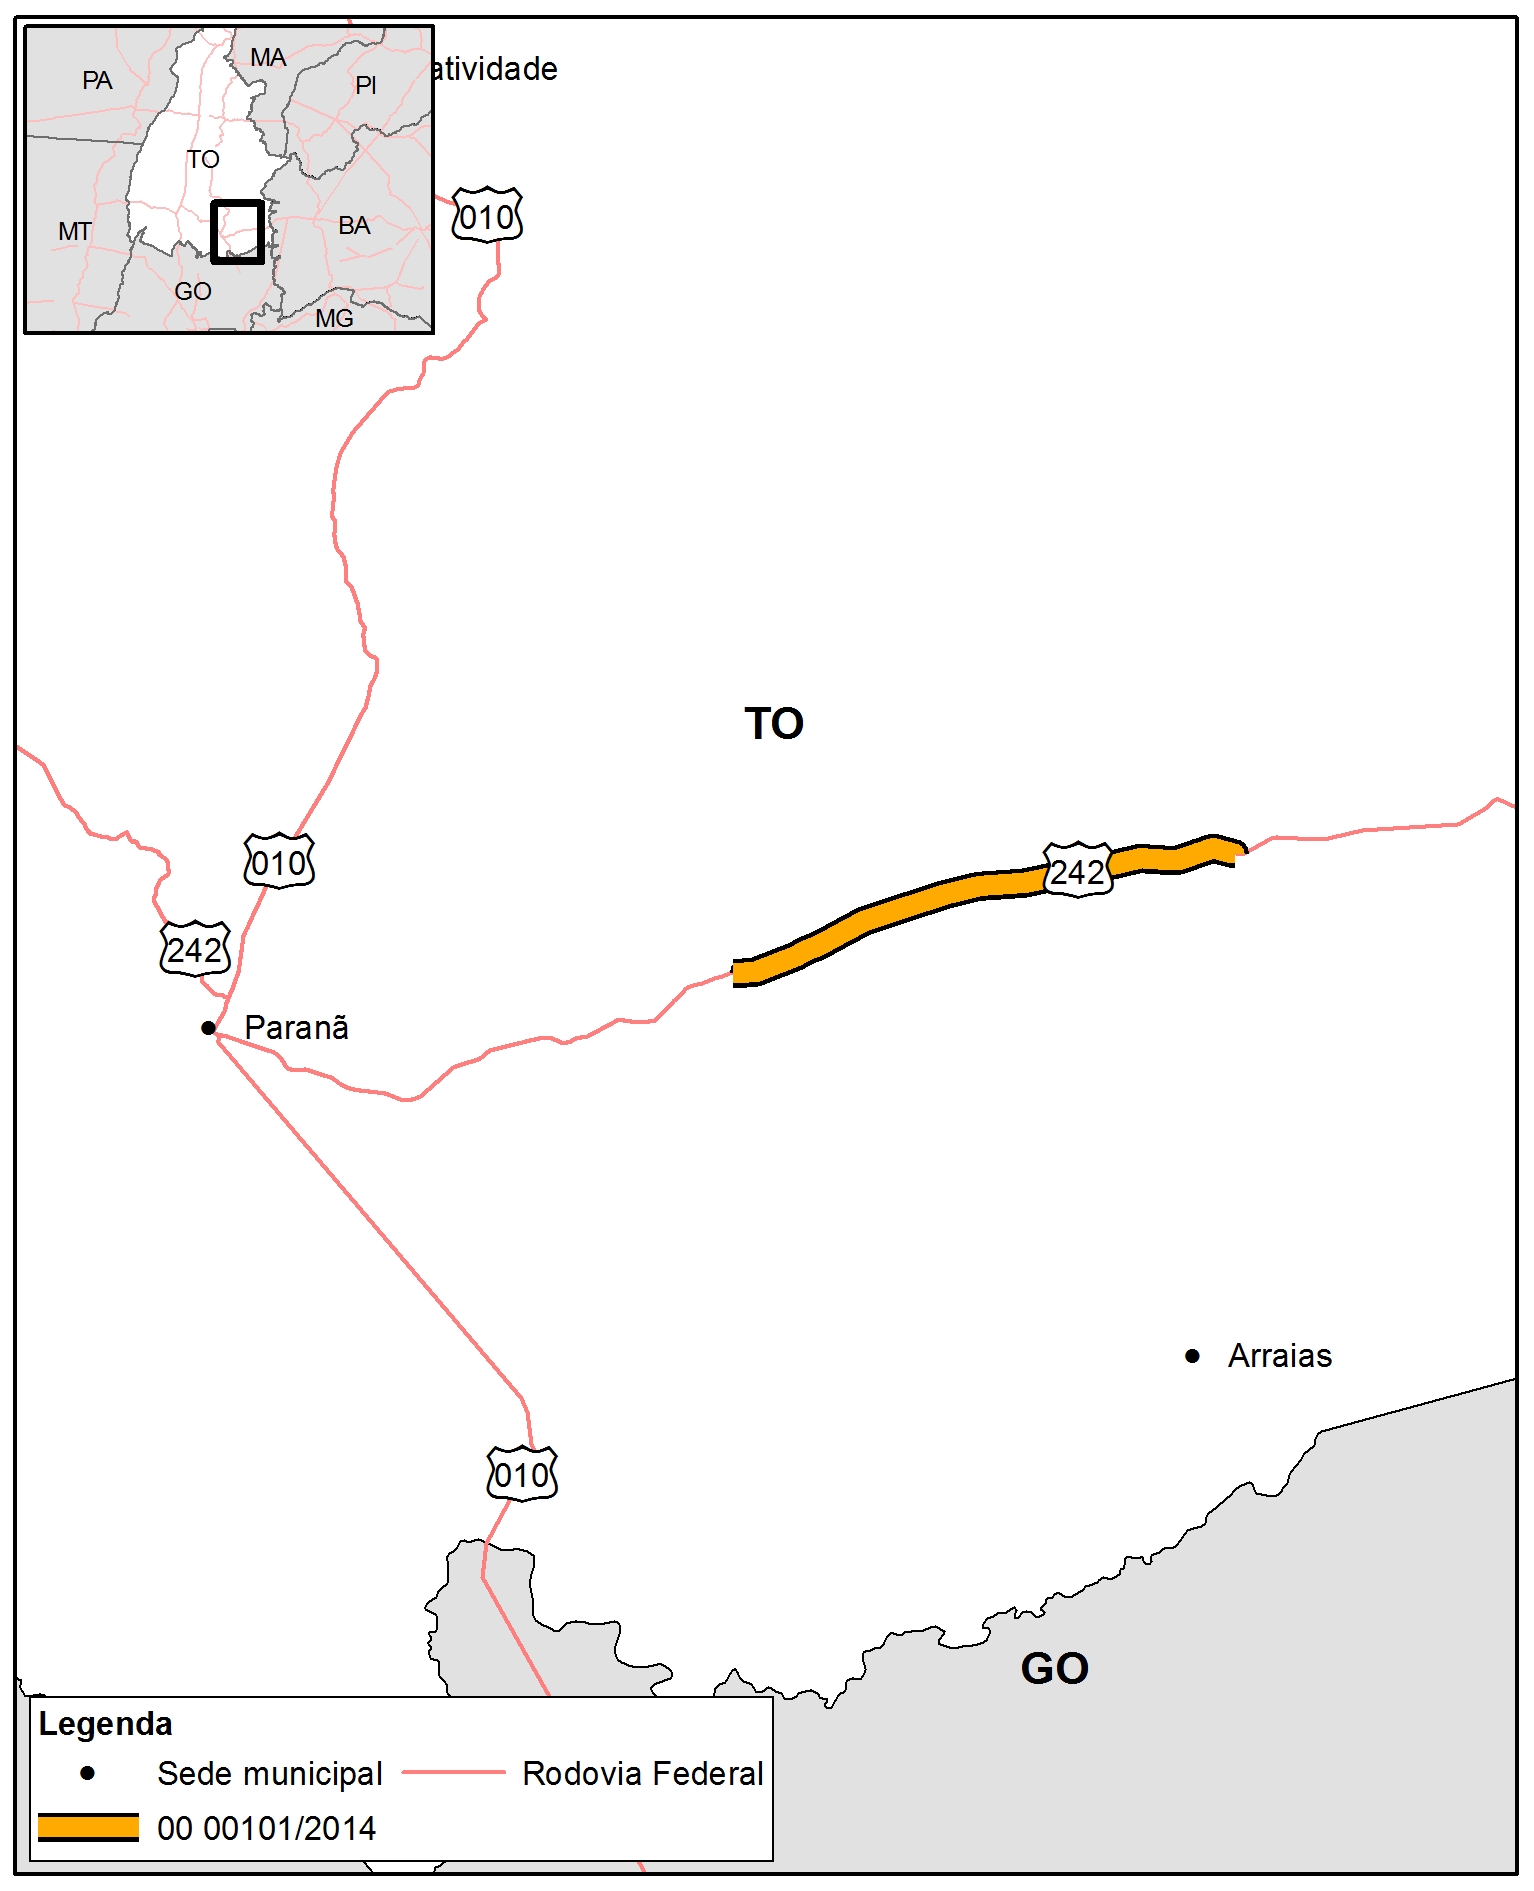 MA
PA
PI
TO
MT
BA
GO
MG
atividade
010
TO
010
242
242
Paranã
Arraias
010
GO
Legenda
Sede municipal
Rodovia Federal
00 00101/2014